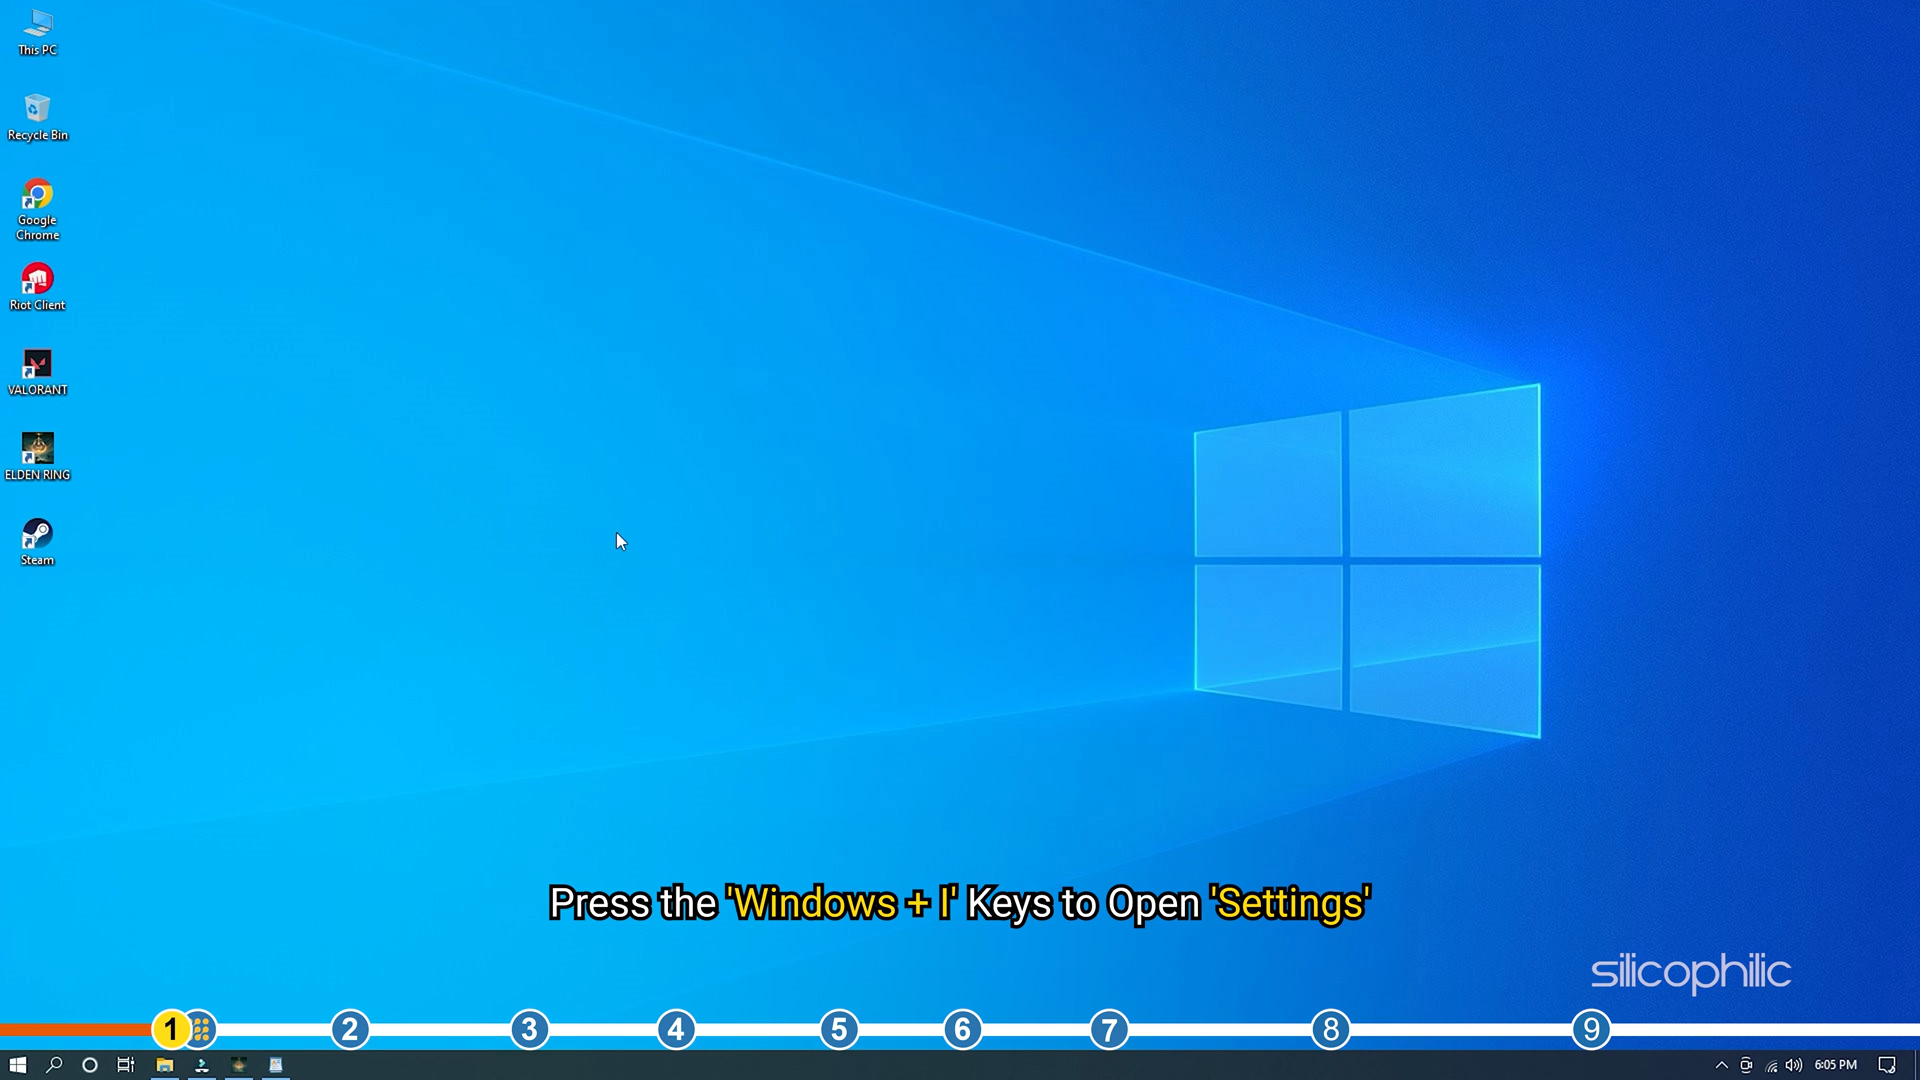 This PC
Recycle Bin
Google
Chrome
Riot Client
VALORANT
ELDEN RING
Steam
Press the 'Windows + I' Keys to Open 'Settings'
silicophilic
1 2 3 4 5 6 7 8 9
6:05 PM